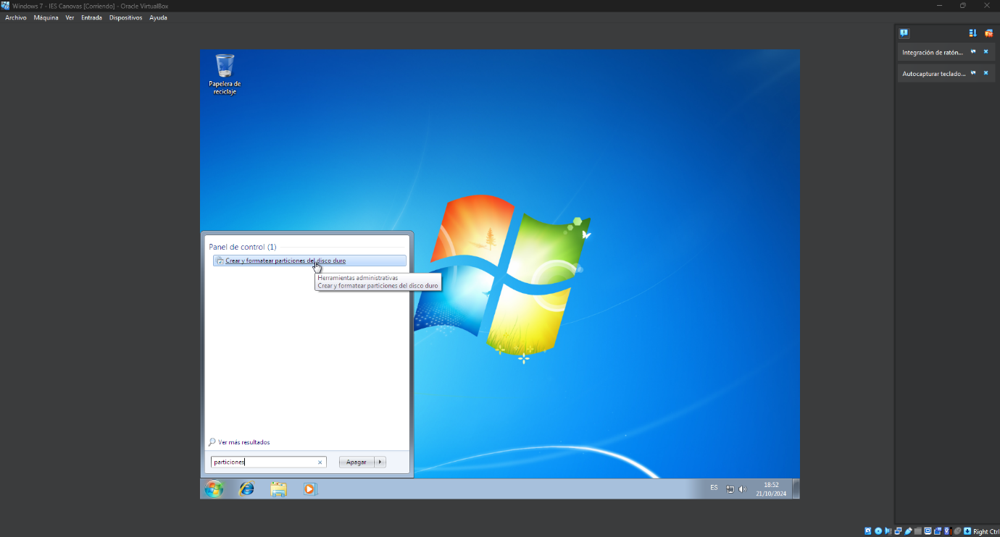 Windows 7 - IES Canovas [Corriendo] - Oracle VirtualBox
Archivo Máquina Ver Entrada Dispositivos Ayuda
Integración de ratón...
Autocapturar teclado...
Papelera de
reciclaje
Panel de control (1)
Crear y formatear particiones del disco duro
Herramientas administrativas
Crear y formatear particiones del disco duro
Ver más resultados
particiones
Apagar
ES
18:52
21/10/2024
Right Ctrl